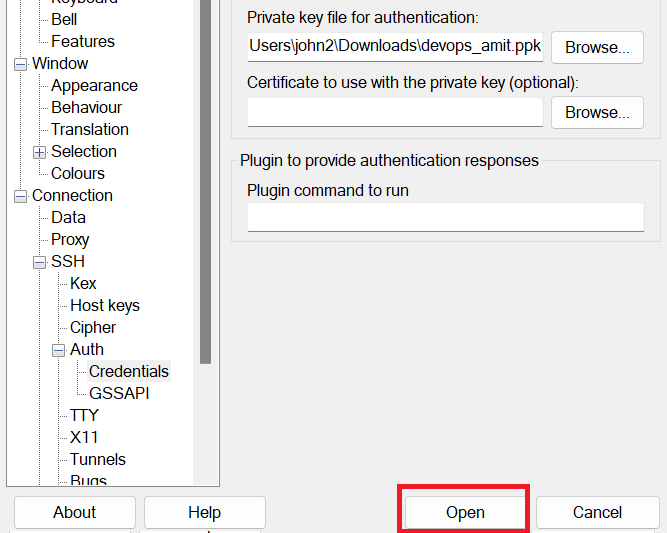 Keyboard
Bell
Features
Window
Appearance
Behaviour
Translation
Selection
Colours
Connection
Data
Proxy
SSH
Kex
Host keys
Cipher
Auth
Credentials
GSSAPI
TTY
X11
Tunnels
Bugs
Private key file for authentication:
Users\john2\Downloads\devops_amit.ppk
Browse...
Certificate to use with the private key (optional):
Browse...
Plugin to provide authentication responses
Plugin command to run
About
Help
Open
Cancel